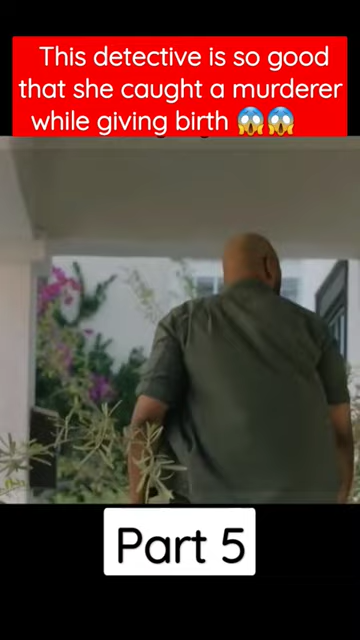 This detective is so good
that she caught a murderer
while giving birth 😱😱
Part 5